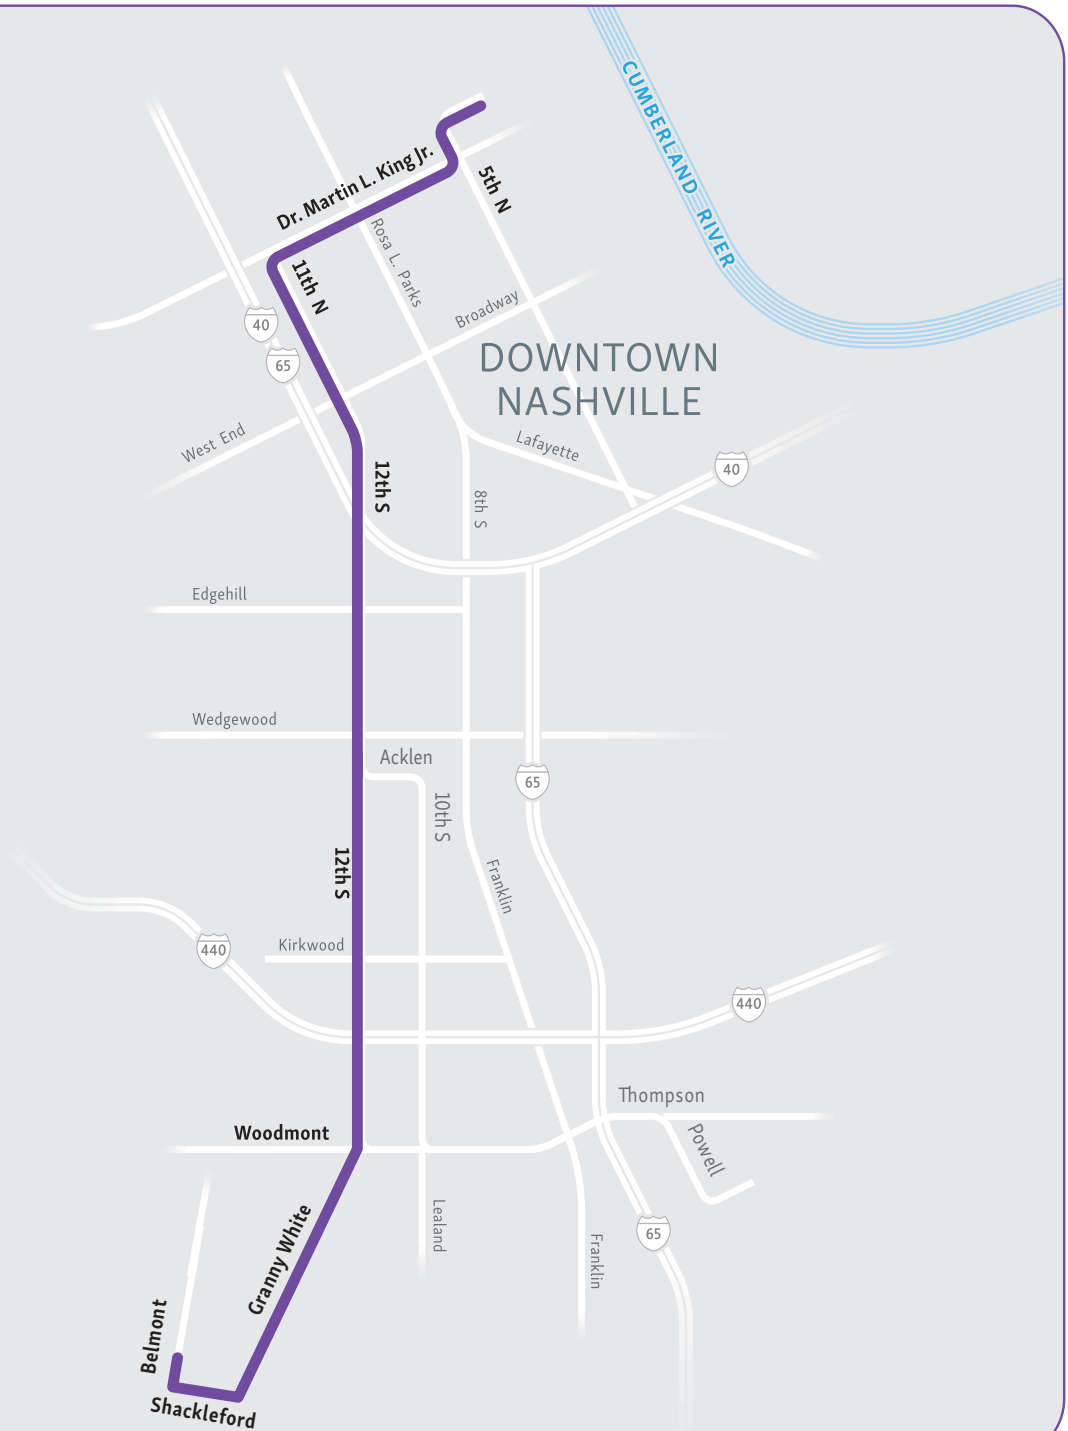 CUMBERLAND RIVER
Dr. Martin L. King Jr.
5th N
Rosa L. Parks
11th N
Broadway
40
65
DOWNTOWN
NASHVILLE
West End
Lafayette
40
12th S
8th S
Edgehill
Wedgewood
Acklen
65
10th S
12th S
Franklin
Kirkwood
440
440
Thompson
Woodmont
Powell
Lealand
Granny White
65
Franklin
Belmont
Shackleford